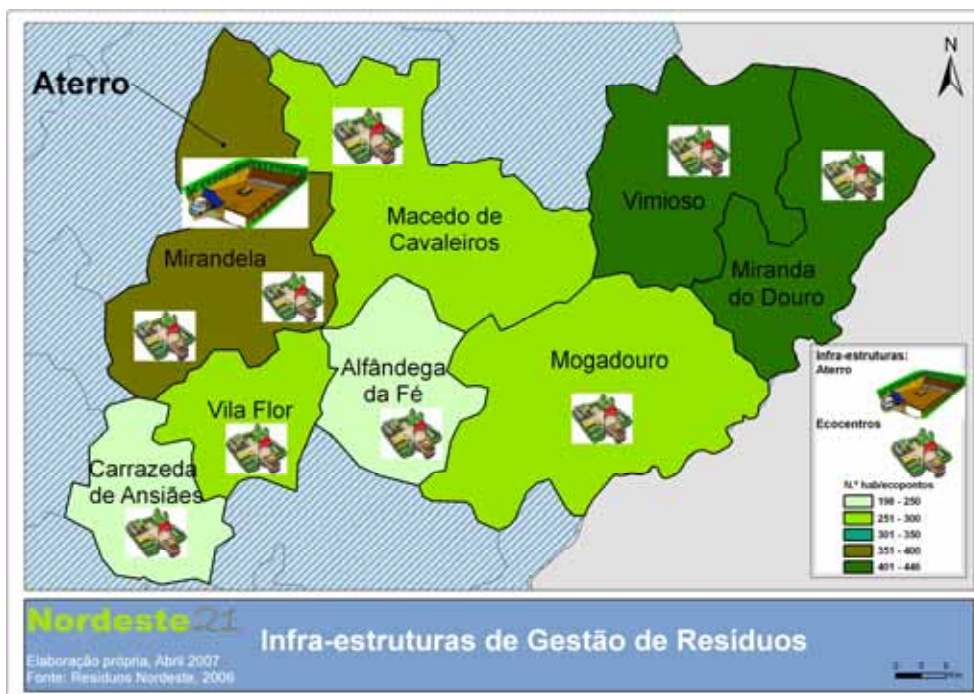 Aterro
N
Vimioso
Macedo de
Cavaleiros
Mirandela
Miranda
do Douro
Alfândega
da Fé
Mogadouro
Vila Flor
Carrazeda
de Ansiães
Infra-estruturas:
Aterro
Ecocentros
N.º hab/ecopontos
198 - 250
251 - 300
301 - 350
351 - 400
401 - 446
Nordeste21
Infra-estruturas de Gestão de Resíduos
Elaboração própria, Abril 2007
Fonte: Resíduos Nordeste, 2006